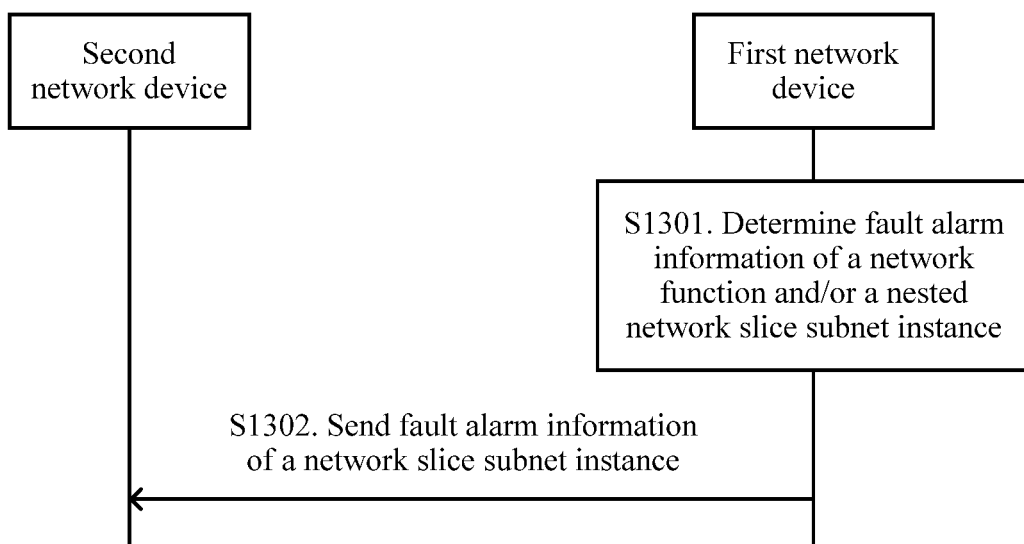 Second
network device
First network
device
S1301. Determine fault alarm
information of a network
function and/or a nested
network slice subnet instance
S1302. Send fault alarm information
of a network slice subnet instance